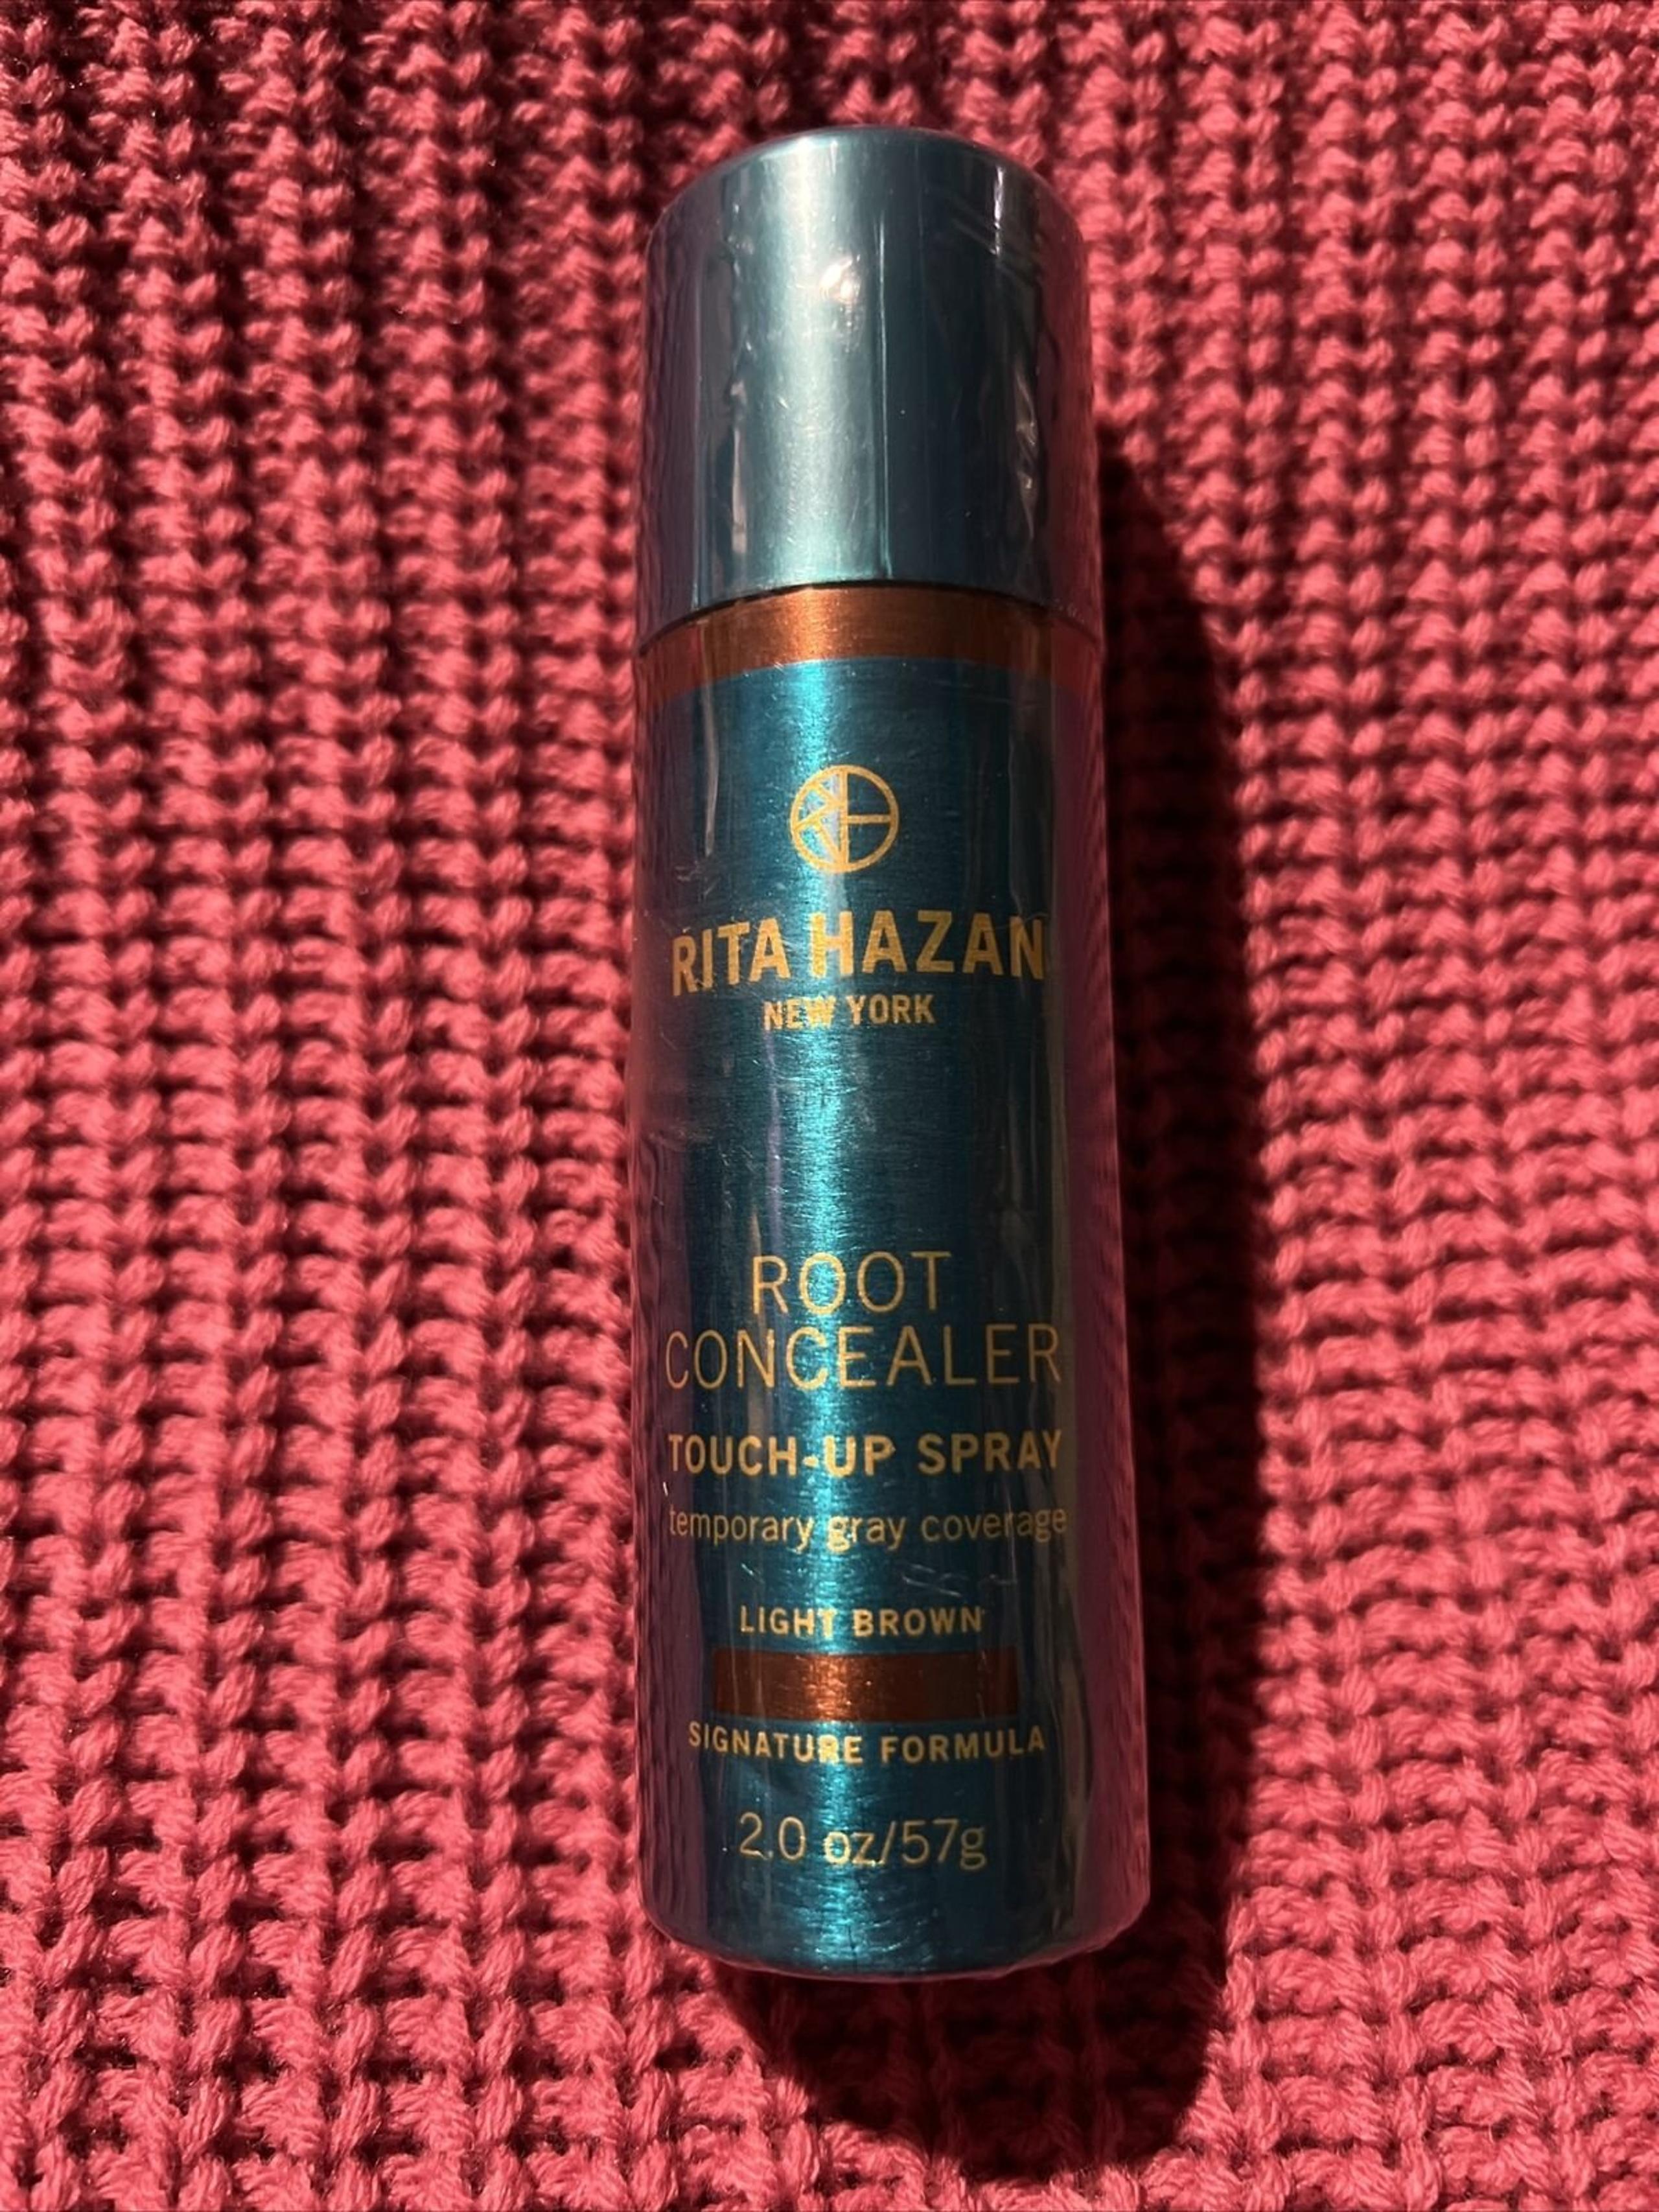 RITA HAZAN
NEW YORK
ROOT
CONCEALER
TOUCH-UP SPRAY
temporary gray coverage
LIGHT BROWN
SIGNATURE FORMULA
2.0 oz/57g